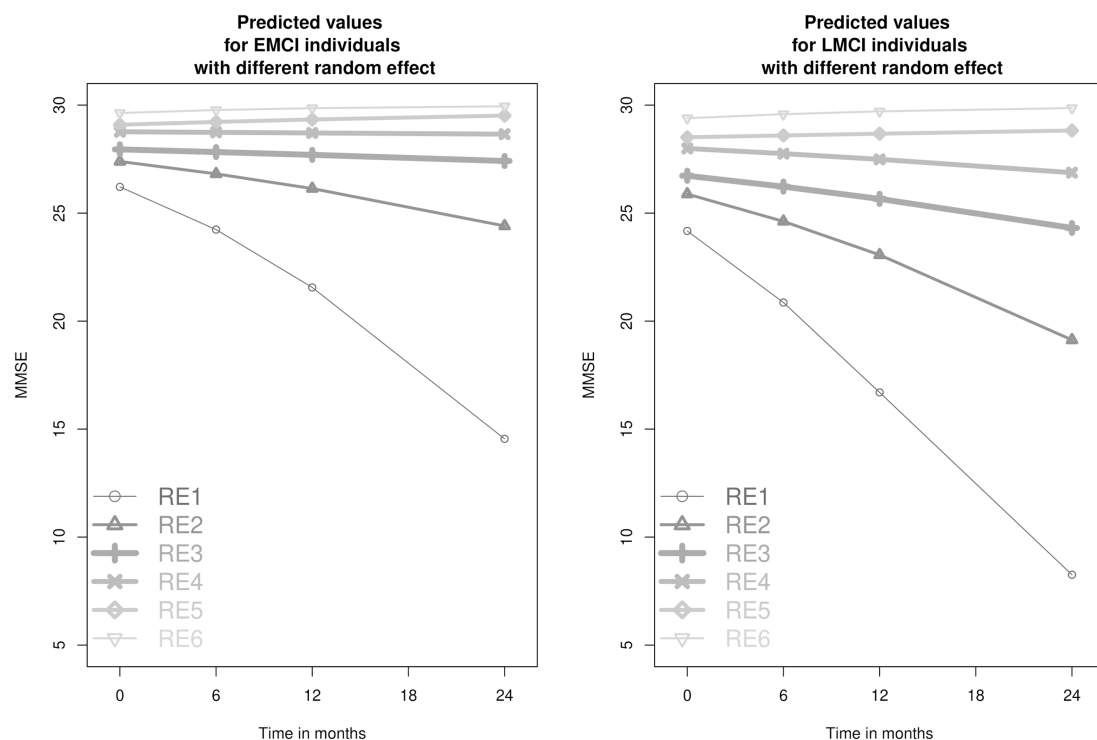 Predicted values
for EMCI individuals
with different random effect
30
25
20
15
10
5
MMSE
RE1
RE2
RE3
RE4
RE5
RE6
0 6 12 18 24
Time in months
Predicted values
for LMCI individuals
with different random effect
30
25
20
15
10
5
MMSE
RE1
RE2
RE3
RE4
RE5
RE6
0 6 12 18 24
Time in months